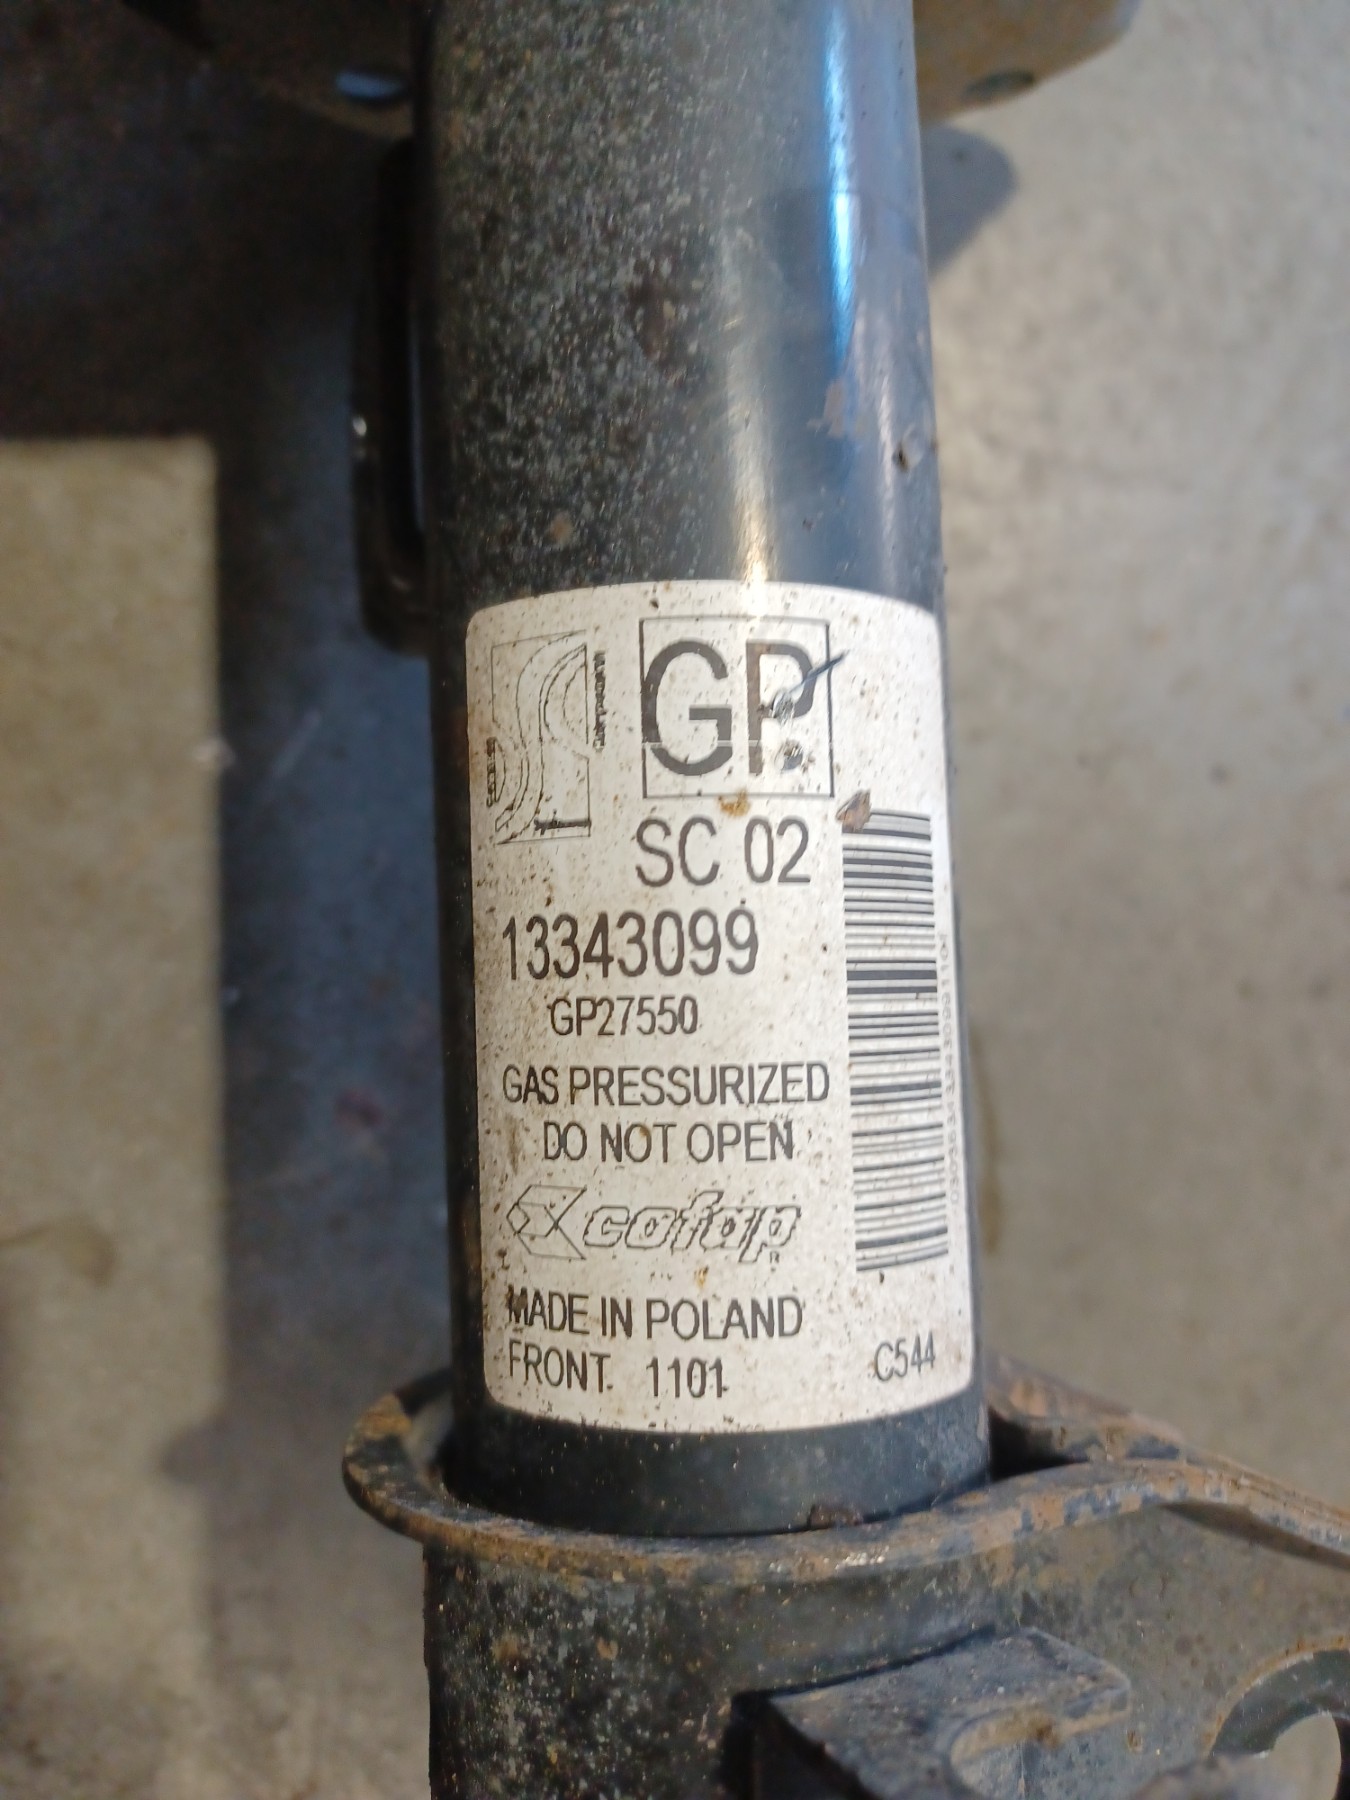 GP
SC 02
13343099
GP27550
GAS PRESSURIZED
DO NOT OPEN
cofap
R
MADE IN POLAND
FRONT 1101
C544